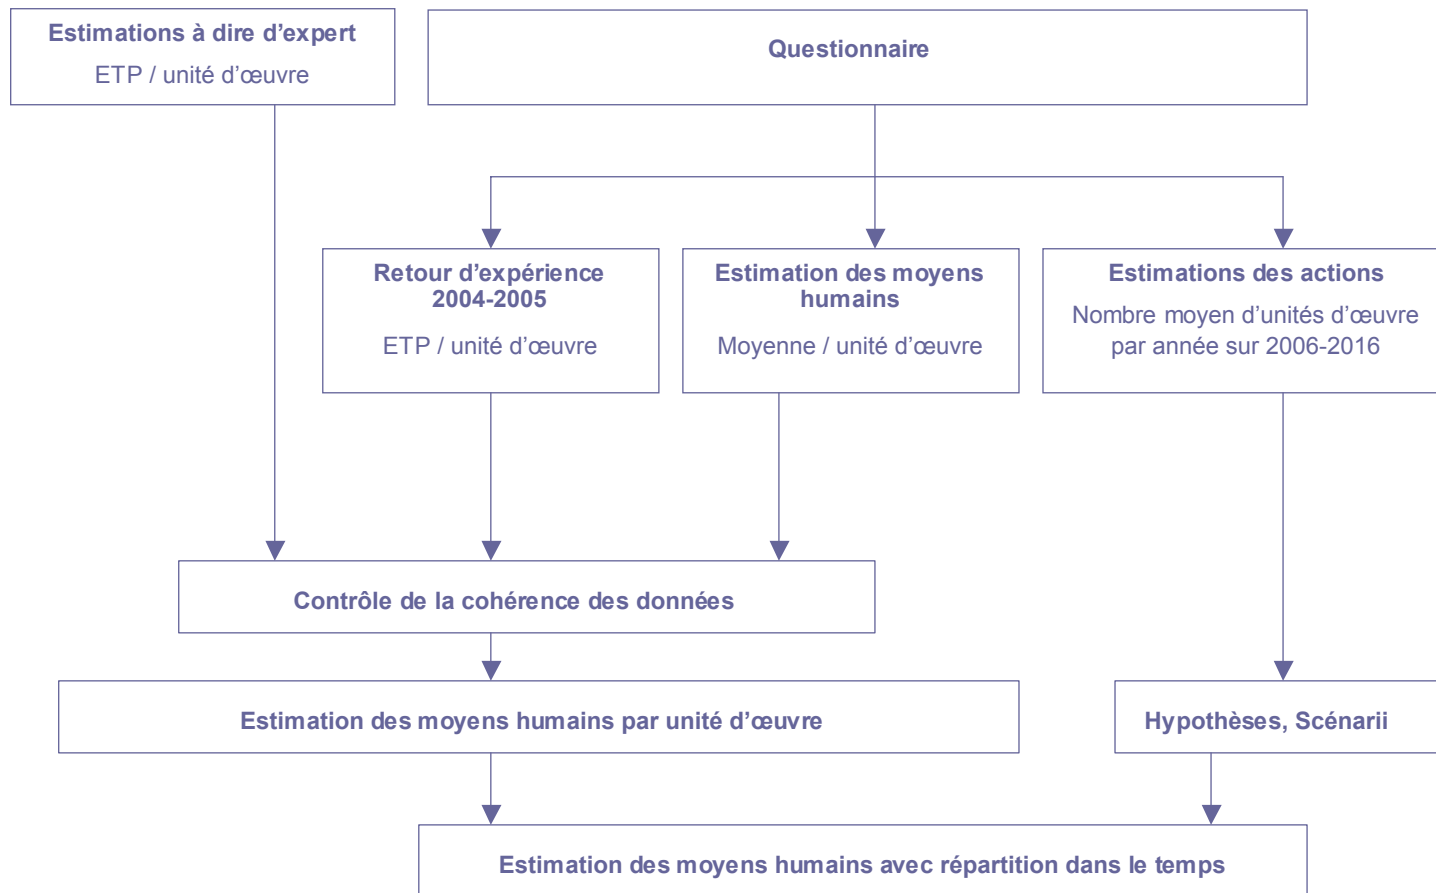 Estimations à dire d’expert
ETP / unité d’œuvre
Questionnaire
Retour d’expérience
2004-2005
ETP / unité d’œuvre
Estimation des moyens
humains
Moyenne / unité d’œuvre
Estimations des actions
Nombre moyen d’unités d’œuvre
par année sur 2006-2016
Contrôle de la cohérence des données
Estimation des moyens humains par unité d’œuvre
Hypothèses, Scénarii
Estimation des moyens humains avec répartition dans le temps